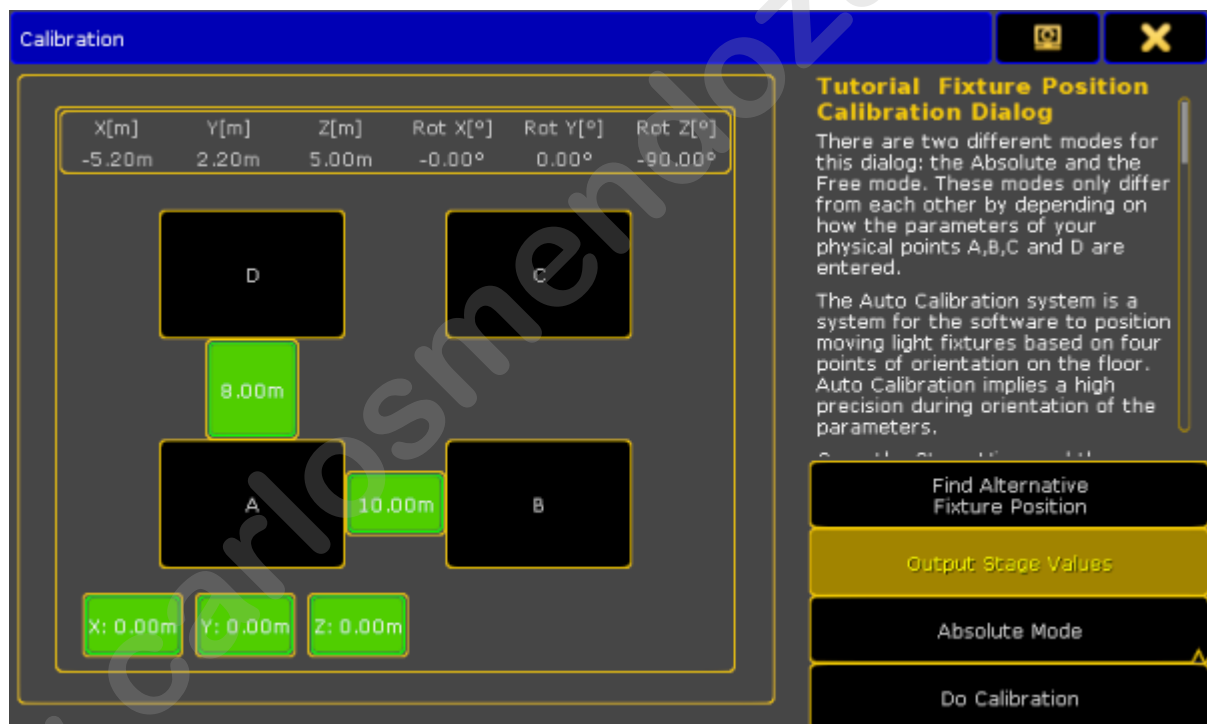 Calibration
X[m] Y[m] Z[m] Rot X[°] Rot Y[°] Rot Z[°]
-5.20m 2.20m 5.00m -0.00° 0.00° -90.00°
D
C
8.00m
A
10.00m
B
X: 0.00m Y: 0.00m Z: 0.00m
Tutorial Fixture Position
Calibration Dialog
There are two different modes for
this dialog: the Absolute and the
Free mode. These modes only differ
from each other by depending on
how the parameters of your
physical points A,B,C and D are
entered.
The Auto Calibration system is a
system for the software to position
moving light fixtures based on four
points of orientation on the floor.
Auto Calibration implies a high
precision during orientation of the
parameters.
Find Alternative
Fixture Position
Output Stage Values
Absolute Mode
Do Calibration
carlosmendoza